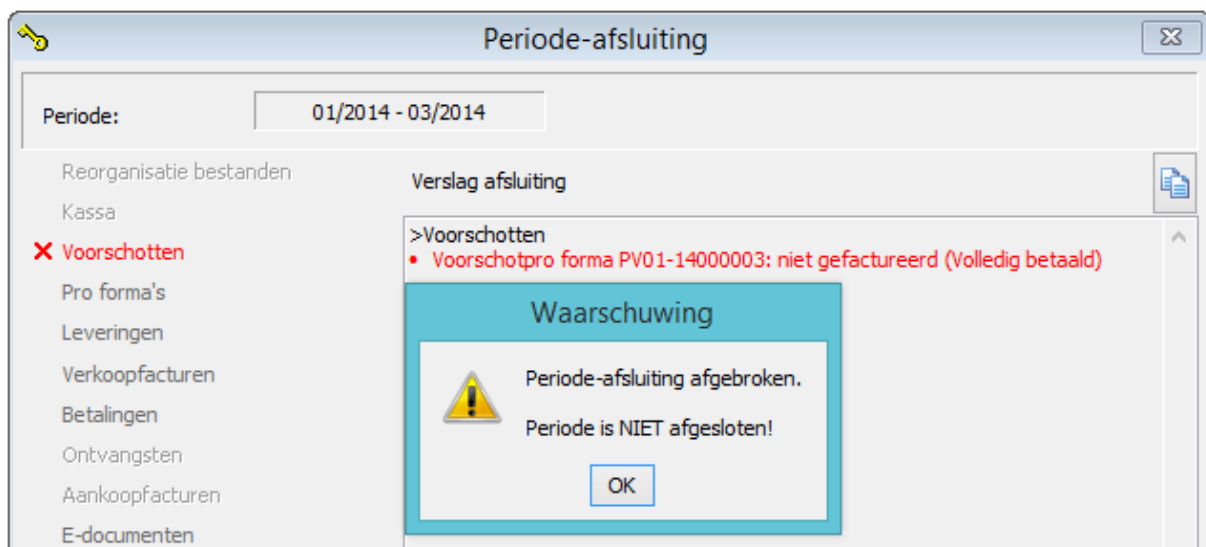 Periode-afsluiting
Periode:
01/2014 - 03/2014
Reorganisatie bestanden
Kassa
Voorschotten
Pro forma's
Leveringen
Verkoopfacturen
Betalingen
Ontvangsten
Aankoopfacturen
E-documenten
Verslag afsluiting
>Voorschotten
• Voorschotpro forma PV01-14000003: niet gefactureerd (Volledig betaald)
Waarschuwing
Periode-afsluiting afgebroken.
Periode is NIET afgesloten!
OK